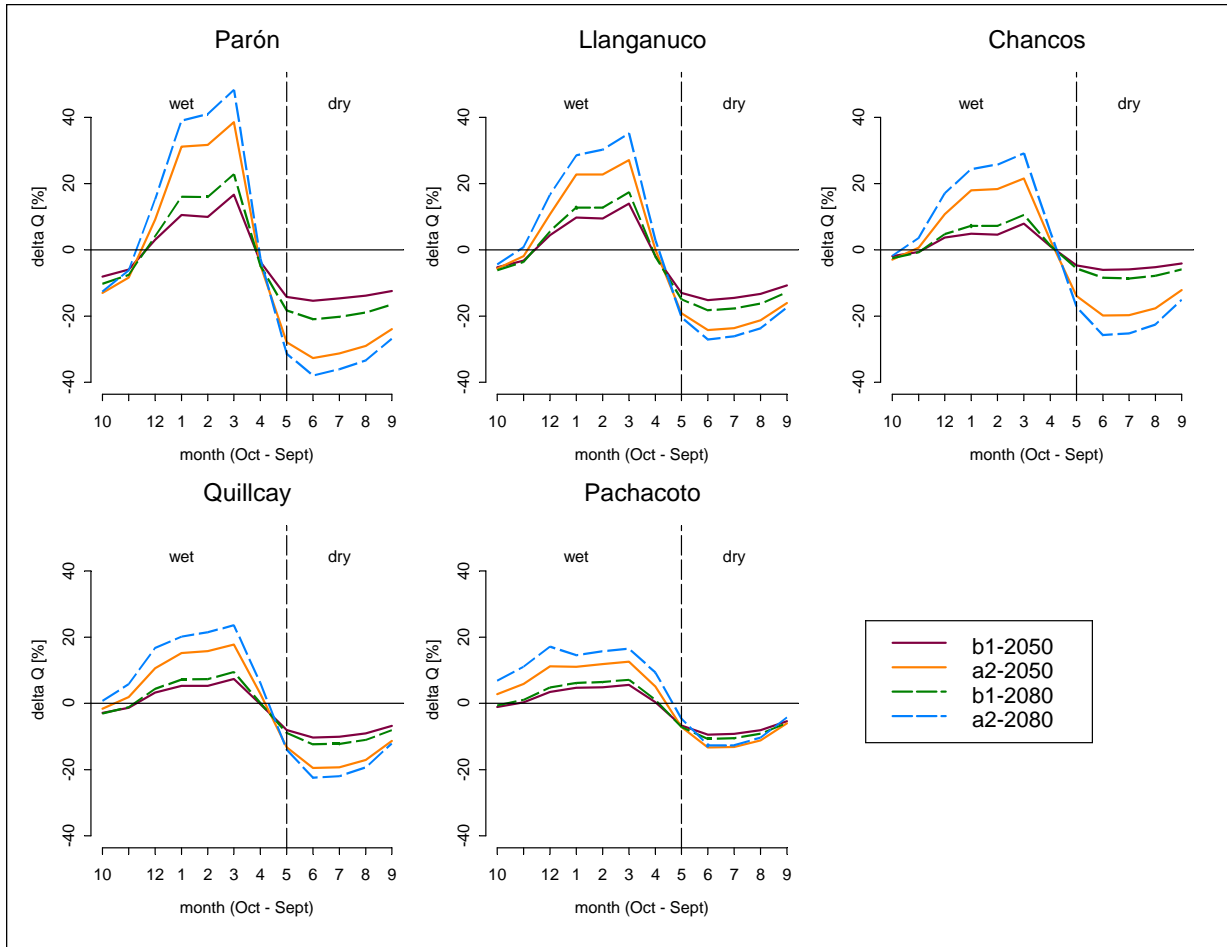 Parón
wet
dry
delta Q [%]
40
20
0
-20
-40
10 12 1 2 3 4 5 6 7 8 9
month (Oct - Sept)
Llanganuco
wet
dry
delta Q [%]
40
20
0
-20
-40
10 12 1 2 3 4 5 6 7 8 9
month (Oct - Sept)
Chancos
wet
dry
delta Q [%]
40
20
0
-20
-40
10 12 1 2 3 4 5 6 7 8 9
month (Oct - Sept)
Quillcay
wet
dry
delta Q [%]
40
20
0
-20
-40
10 12 1 2 3 4 5 6 7 8 9
month (Oct - Sept)
Pachacoto
wet
dry
delta Q [%]
40
20
0
-20
-40
10 12 1 2 3 4 5 6 7 8 9
month (Oct - Sept)
b1-2050
a2-2050
b1-2080
a2-2080